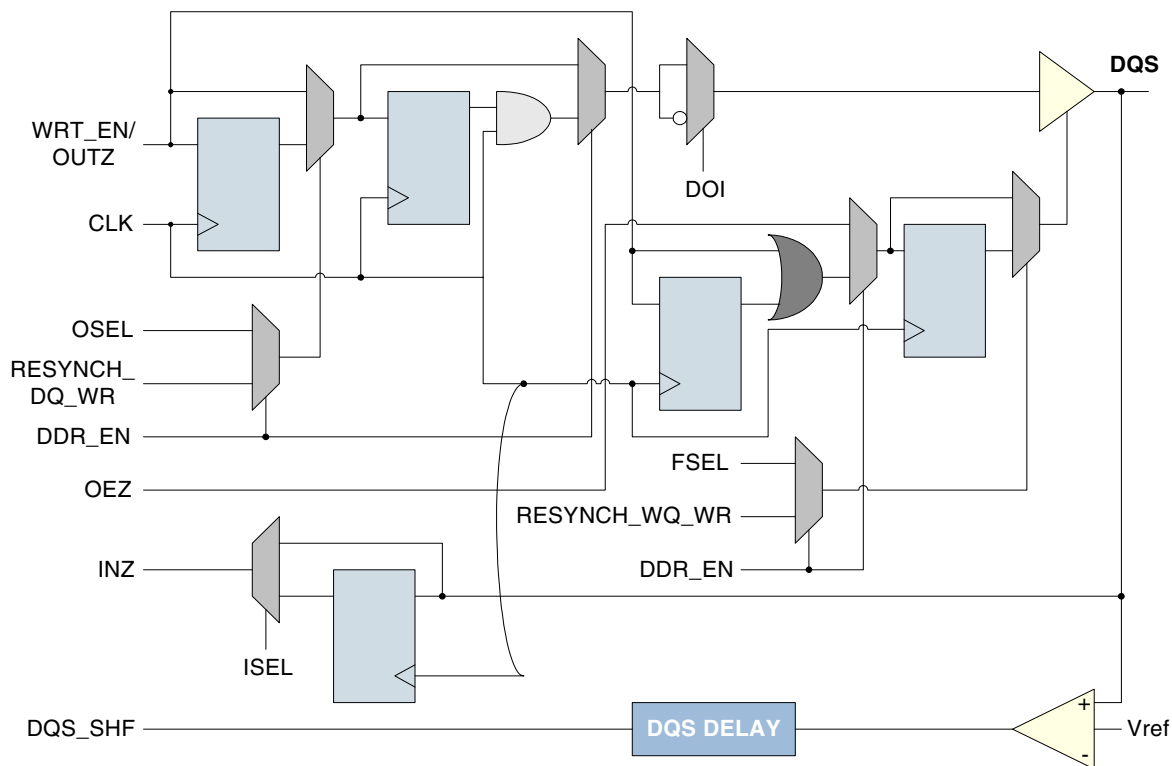 DQS
WRT_EN/
OUTZ
DOI
CLK
OSEL
RESYNCH_
DQ_WR
DDR_EN
FSEL
OEZ
RESYNCH_WQ_WR
INZ
DDR_EN
ISEL
DQS_SHF
DQS DELAY
+
Vref
-